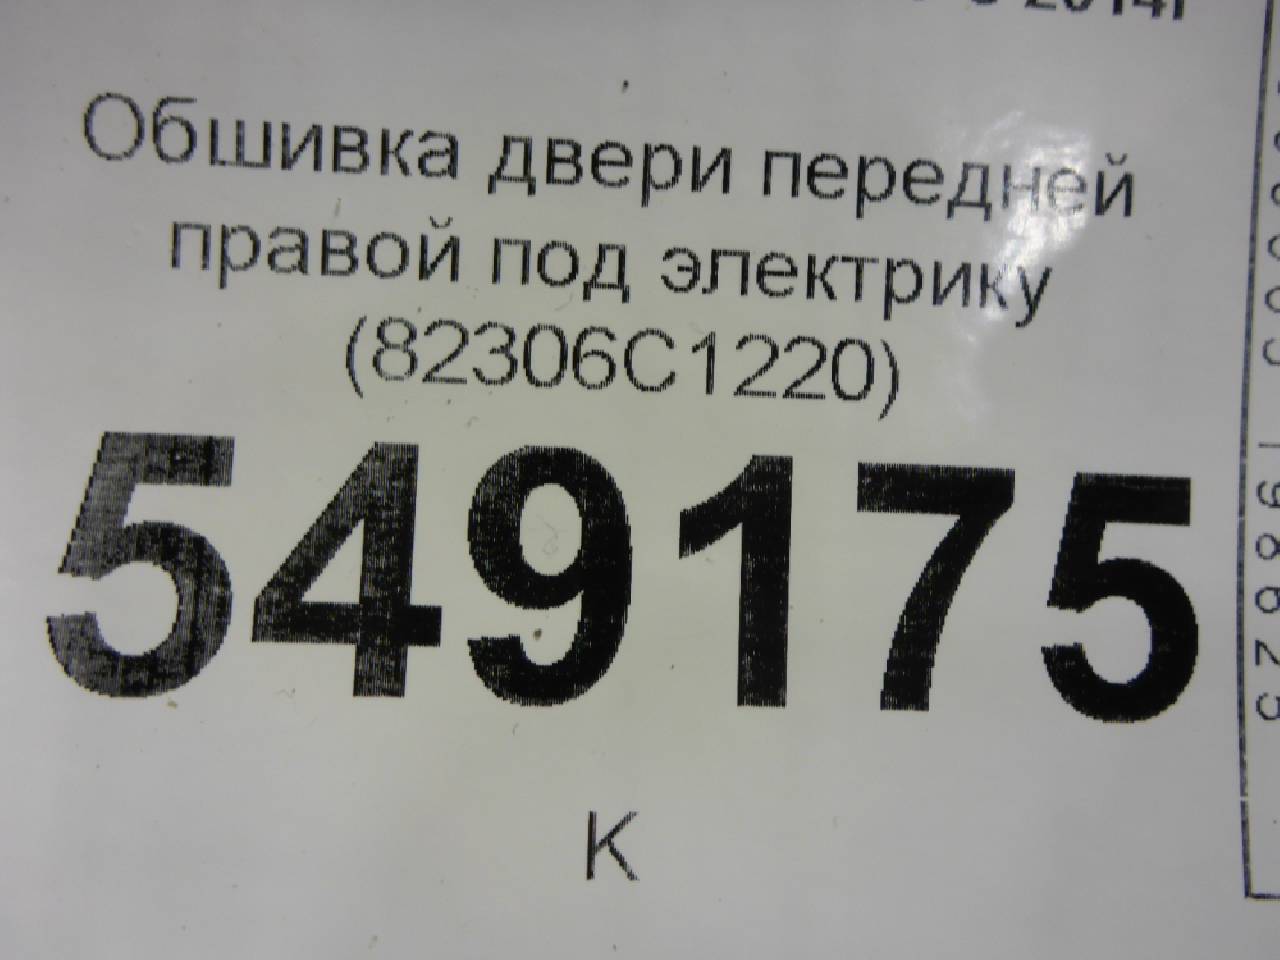 Обшивка двери передней
правой под электрику
(82306C1220)
549175
К